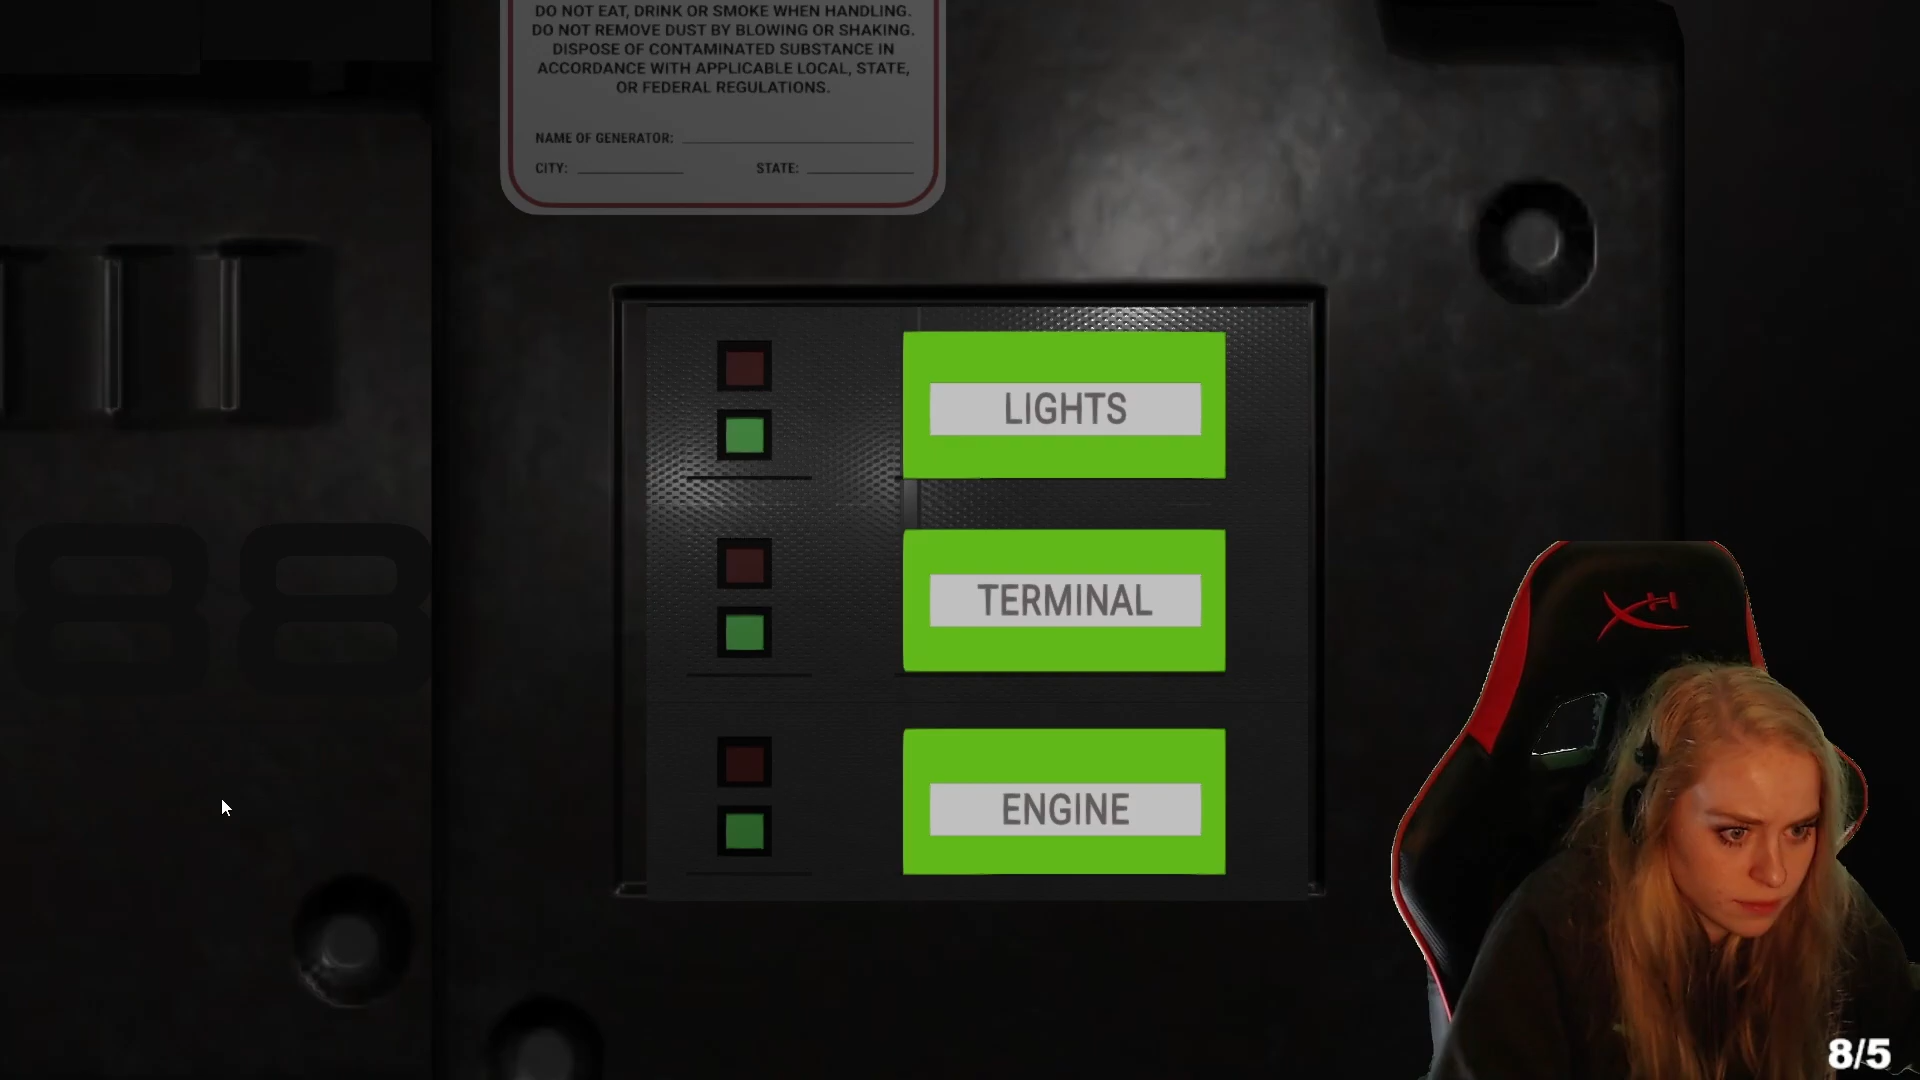 DO NOT EAT, DRINK OR SMOKE WHEN HANDLING.
DO NOT REMOVE DUST BY BLOWING OR SHAKING.
DISPOSE OF CONTAMINATED SUBSTANCE IN
ACCORDANCE WITH APPLICABLE LOCAL, STATE,
OR FEDERAL REGULATIONS.
NAME OF GENERATOR:
CITY: STATE:
LIGHTS
88
TERMINAL
ENGINE
8/5